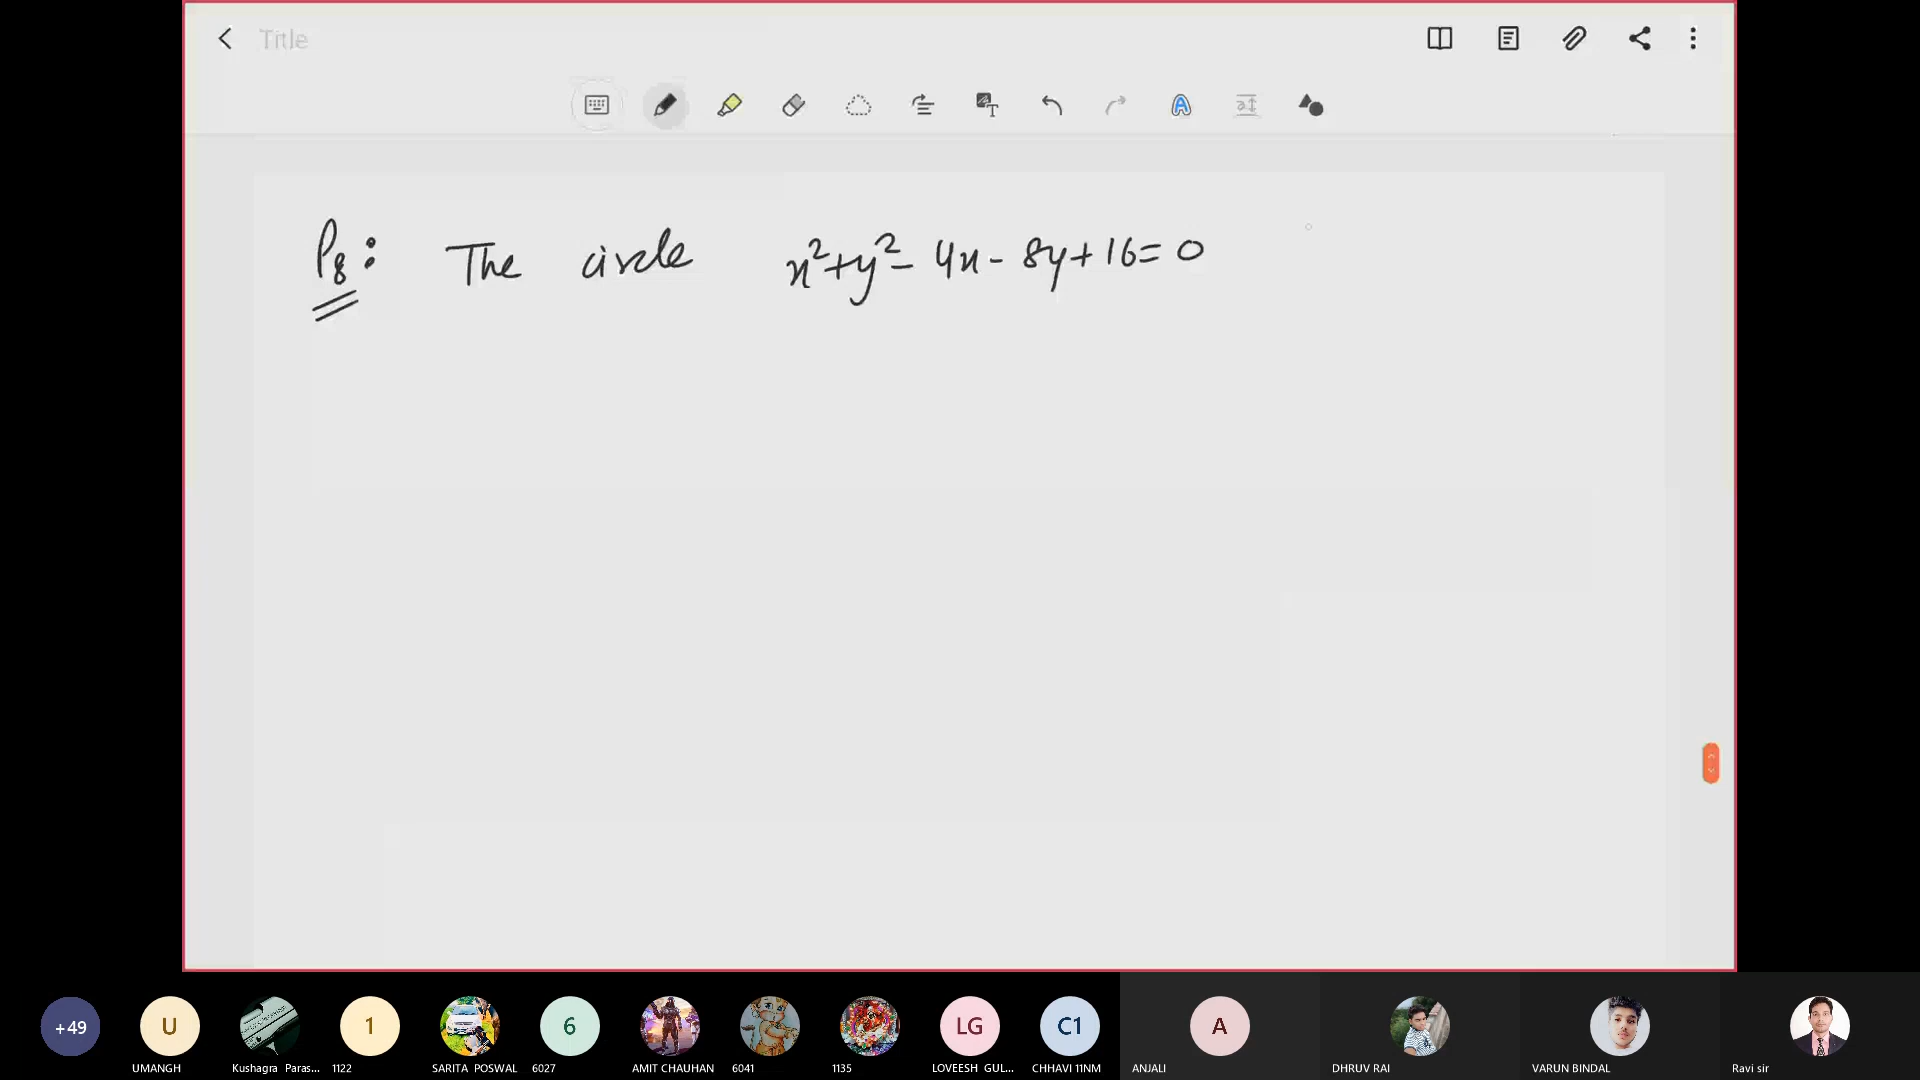 Title
P8: The circle x²+y²- 4x- 8y+16=0
+49
U
1
6
LG
C1
A
UMANGH
Kushagra Paras...
1122
SARITA POSWAL
6027
AMIT CHAUHAN
6041
1135
LOVEESH GUL...
CHHAVI 11NM
ANJALI
DHRUV RAI
VARUN BINDAL
Ravi sir